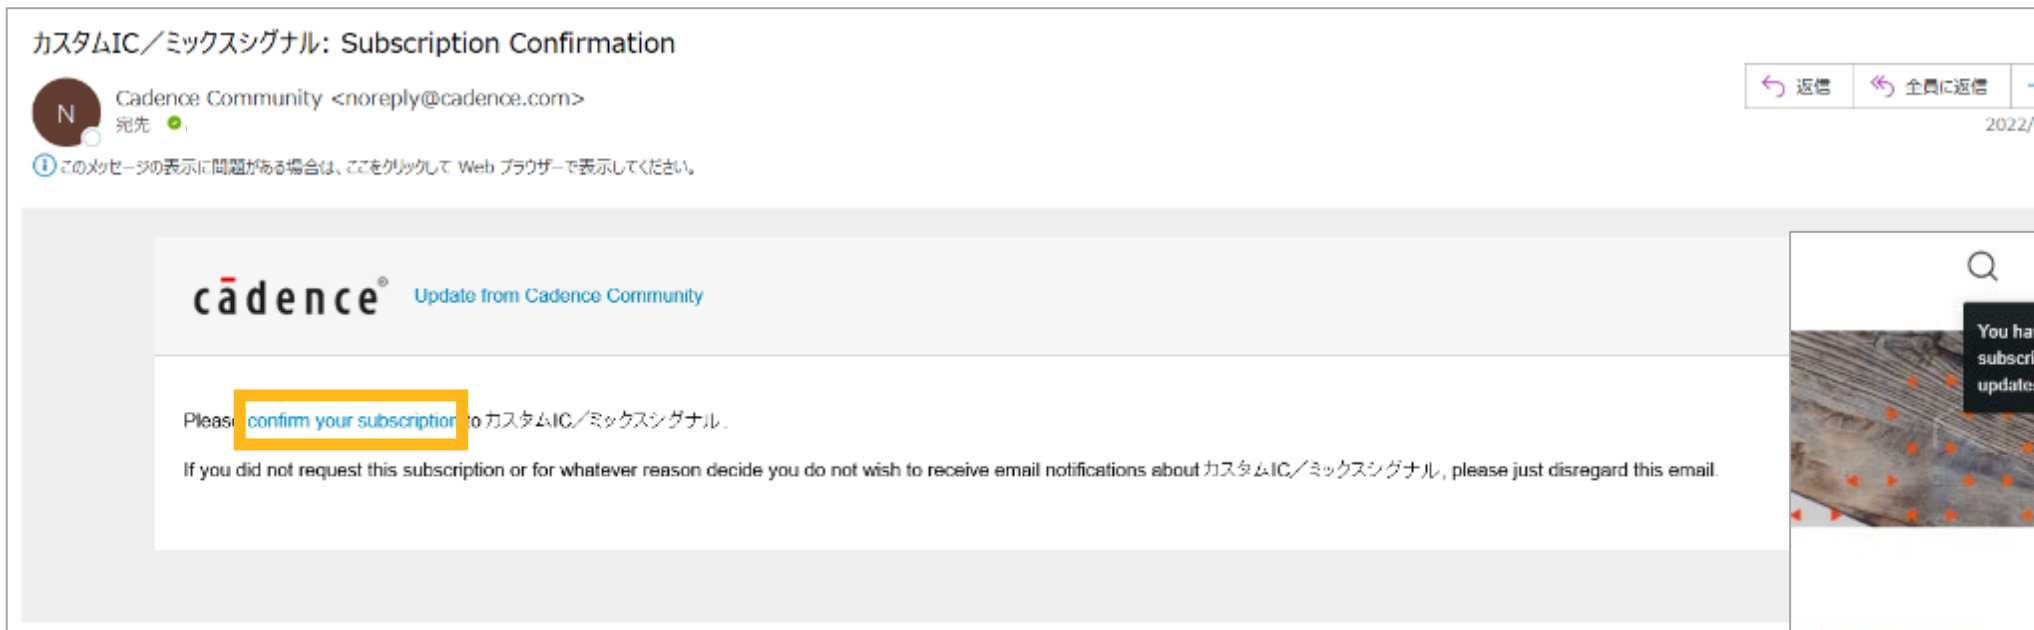 カスタムIC／ミックスシグナル: Subscription Confirmation
N
Cadence Community <noreply@cadence.com>
宛先
返信
全員に返信
2022/
このメッセージの表示に問題がある場合は、ここをクリックして Web ブラウザーで表示してください。
cādence®
Update from Cadence Community
You ha
subscri
update
Please confirm your subscription to カスタムIC／ミックスシグナル.
If you did not request this subscription or for whatever reason decide you do not wish to receive email notifications about カスタムIC／ミックスシグナル, please just disregard this email.